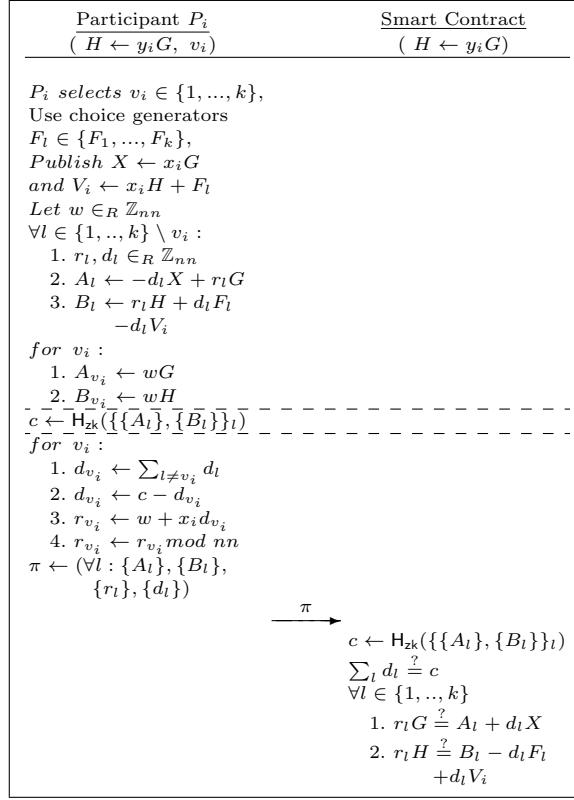 Participant P_i    Smart Contract
( H ← y_iG, v_i)    ( H ← y_iG)
P_i selects v_i ∈ {1, ..., k},
Use choice generators
F_l ∈ {F_1, ..., F_k},
Publish X ← x_iG
and V_i ← x_iH + F_l
Let w ∈_R ℤ_nn
∀l ∈ {1, .., k} \ v_i :
1. r_l, d_l ∈_R ℤ_nn
2. A_l ← −d_lX + r_lG
3. B_l ← r_lH + d_lF_l
−d_lV_i
for v_i :
1. A_{v_i} ← wG
2. B_{v_i} ← wH
c ← H_zk({{A_l}, {B_l}}_l)
for v_i :
1. d_{v_i} ← ∑_{l≠v_i} d_l
2. d_{v_i} ← c − d_{v_i}
3. r_{v_i} ← w + x_id_{v_i}
4. r_{v_i} ← r_{v_i} mod nn
π ← (∀l : {A_l}, {B_l},
{r_l}, {d_l})
π
c ← H_zk({{A_l}, {B_l}}_l)
∑_l d_l ≟ c
∀l ∈ {1, .., k}
1. r_lG ≟ A_l + d_lX
2. r_lH ≟ B_l − d_lF_l
+d_lV_i